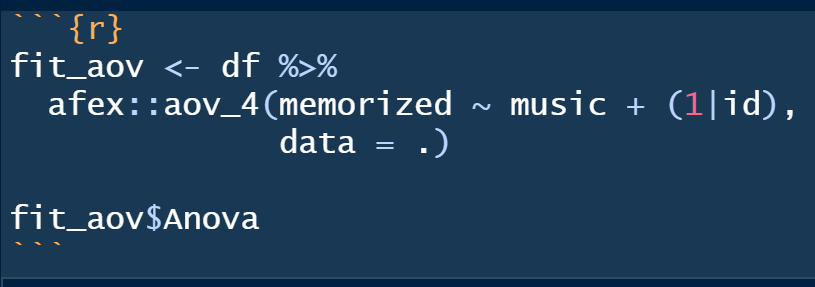 ```{r}
fit_aov <- df %>%
  afex::aov_4(memorized ~ music + (1|id),
              data = .)

fit_aov$Anova
```